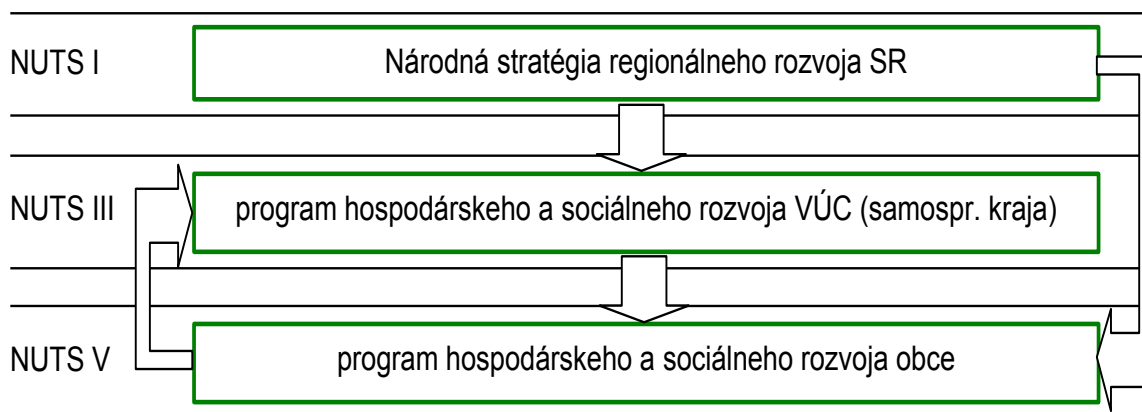 NUTS I
Národná stratégia regionálneho rozvoja SR
NUTS III
program hospodárskeho a sociálneho rozvoja VÚC (samospr. kraja)
NUTS V
program hospodárskeho a sociálneho rozvoja obce